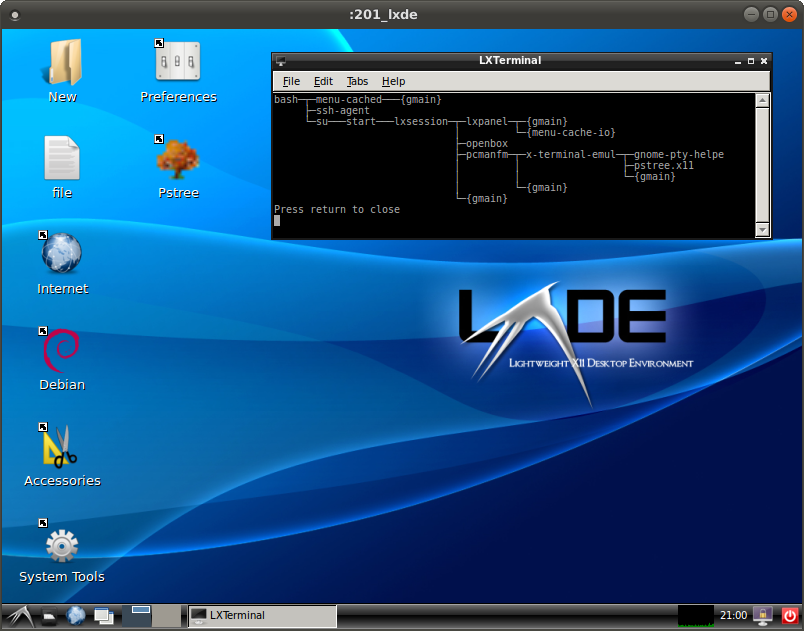 :201_lxde
New
Preferences
file
Pstree
Internet
Debian
Accessories
System Tools
LXTerminal
File Edit Tabs Help
bash─┬─menu-cached───{gmain}
     ├─ssh-agent
     └─su───start───lxsession─┬─lxpanel─┬─{gmain}
                              │         └─{menu-cache-io}
                              ├─openbox
                              ├─pcmanfm─┬─x-terminal-emul─┬─gnome-pty-helpe
                              │         │                 ├─pstree.x11
                              │         │                 └─{gmain}
                              │         └─{gmain}
                              └─{gmain}
Press return to close
LXDE
Lightweight X11 Desktop Environment
LXTerminal
21:00